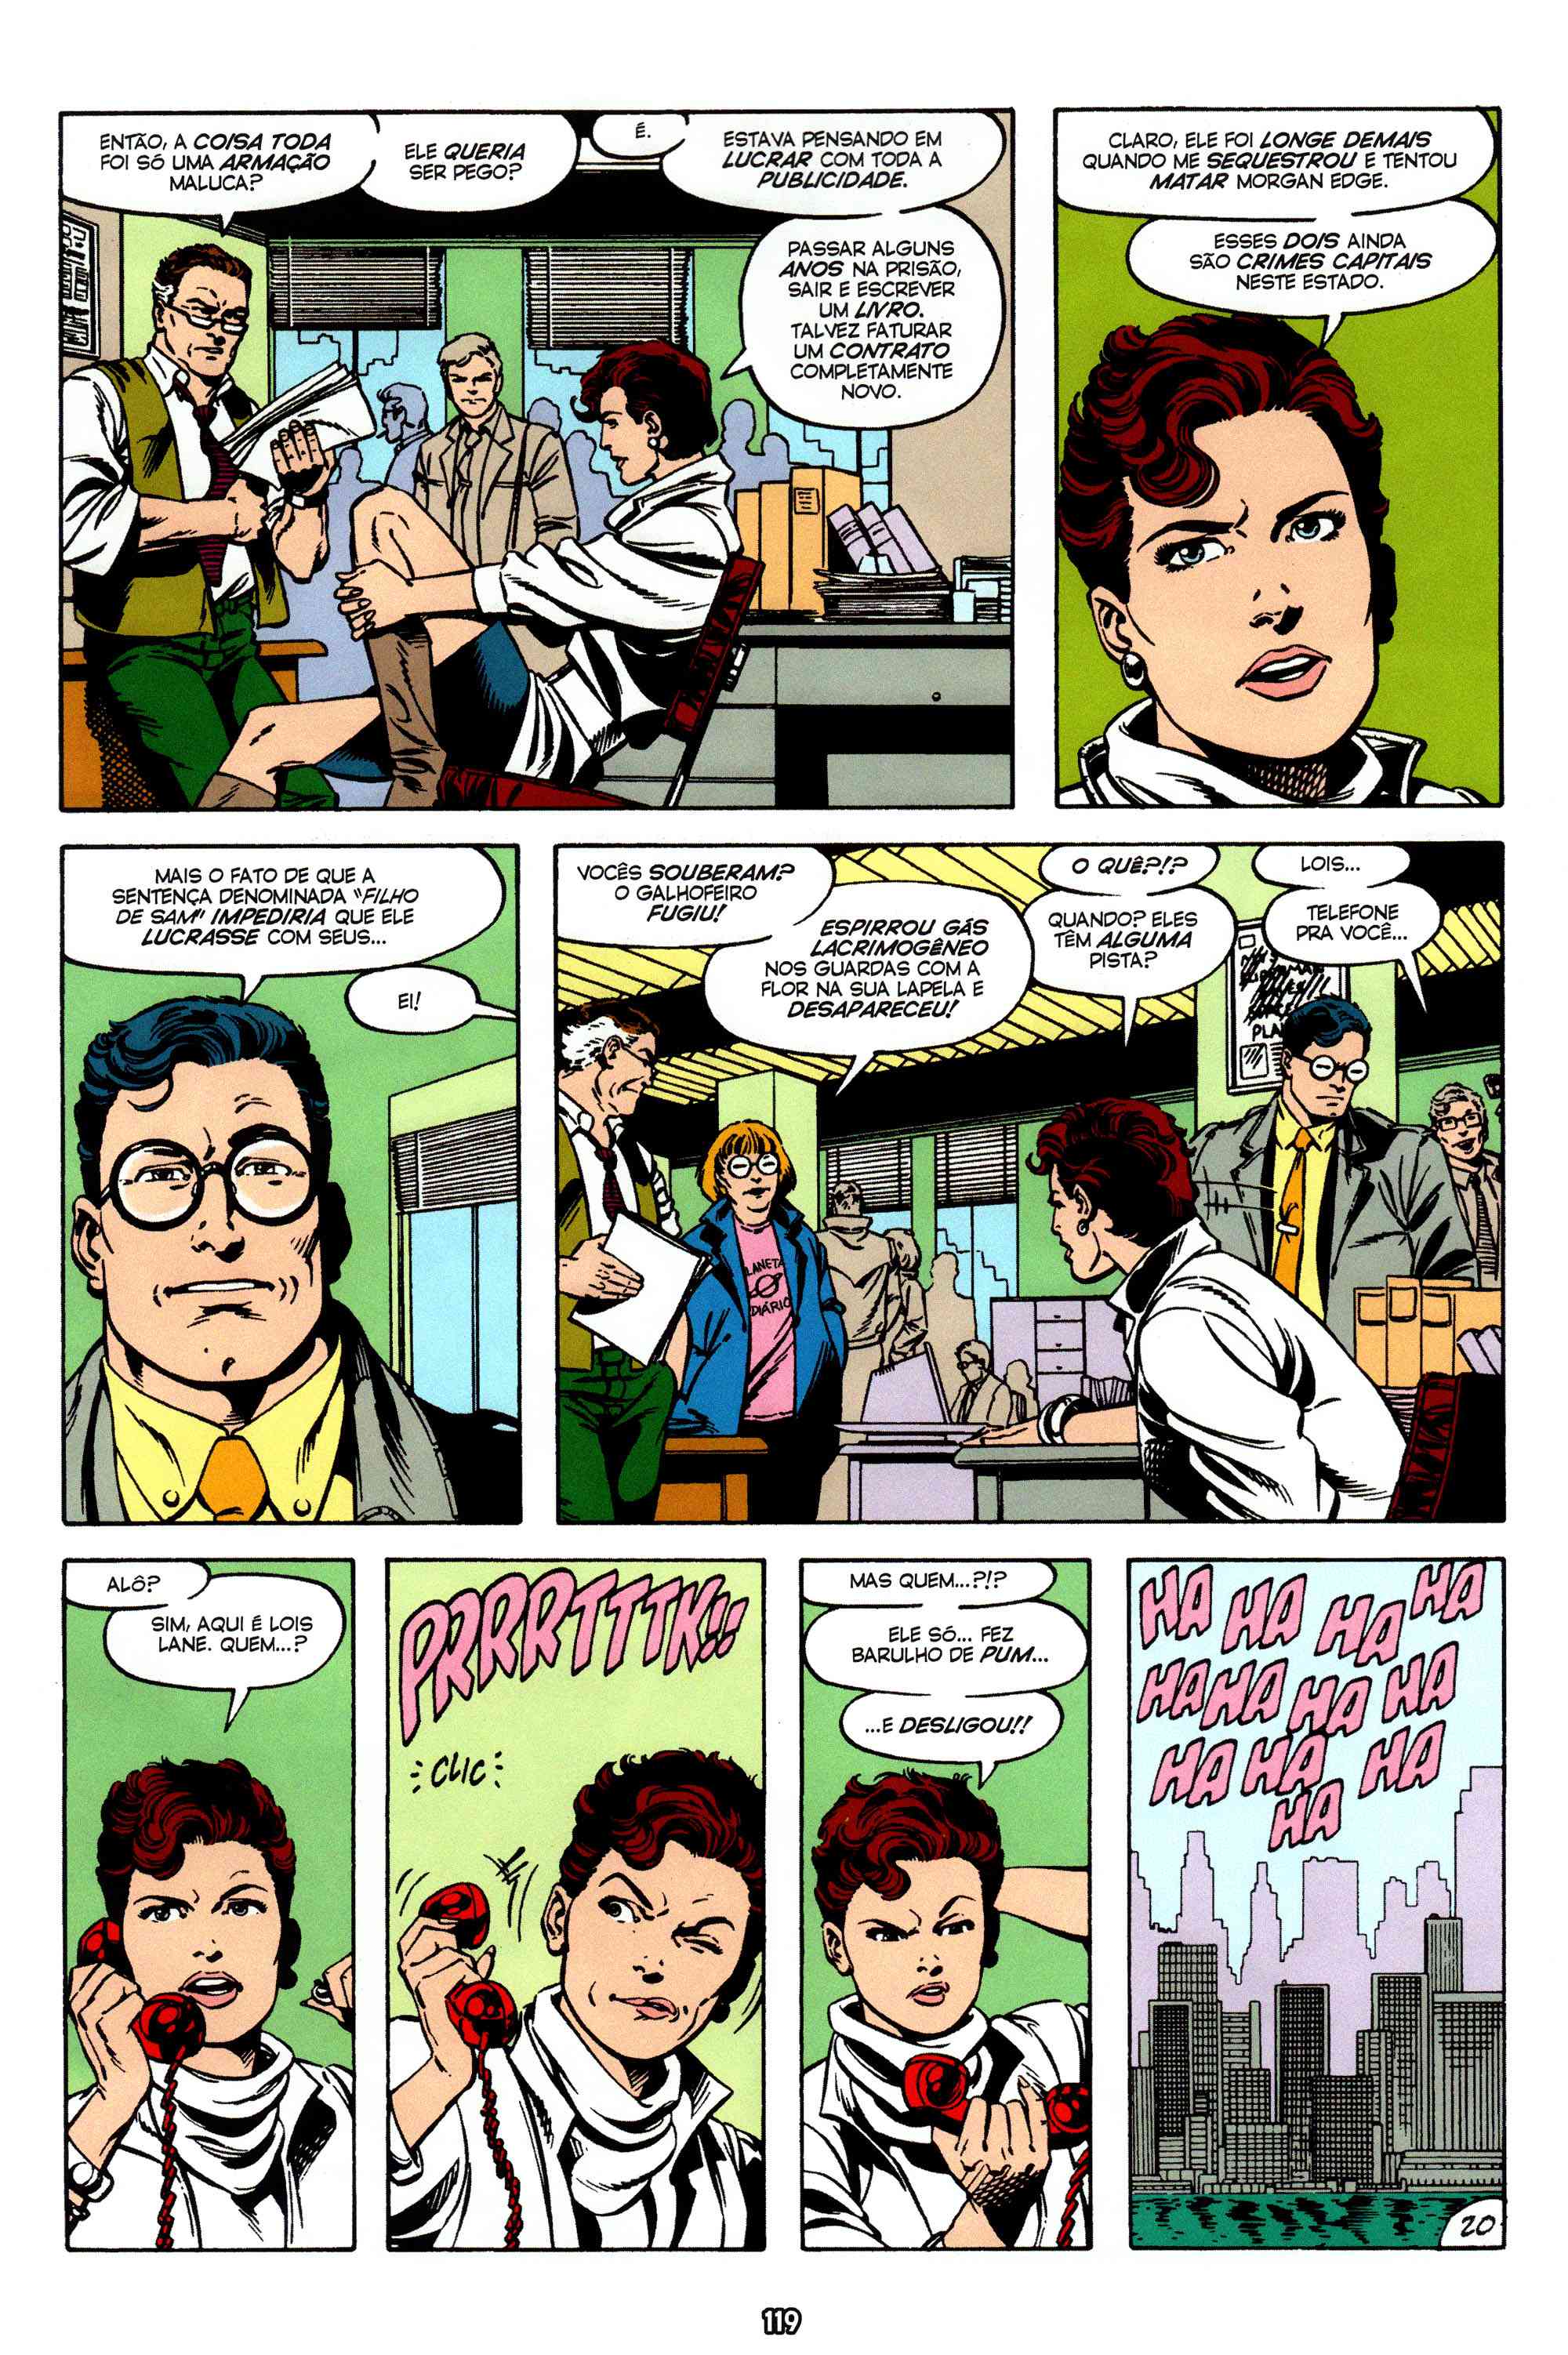 ENTÃO, A COISA TODA
FOI SÓ UMA ARMAÇÃO
MALUCA?
ELE QUERIA
SER PEGO?
É.
ESTAVA PENSANDO EM
LUCRAR COM TODA A
PUBLICIDADE.
PASSAR ALGUNS
ANOS NA PRISÃO,
SAIR E ESCREVER
UM LIVRO.
TALVEZ FATURAR
UM CONTRATO
COMPLETAMENTE
NOVO.
CLARO, ELE FOI LONGE DEMAIS
QUANDO ME SEQUESTROU E TENTOU
MATAR MORGAN EDGE.
ESSES DOIS AINDA
SÃO CRIMES CAPITAIS
NESTE ESTADO.
MAIS O FATO DE QUE A
SENTENÇA DENOMINADA "FILHO
DE SAM" IMPEDIRIA QUE ELE
LUCRASSE COM SEUS...
EI!
VOCÊS SOUBERAM?
O GALHOFEIRO
FUGIU!
ESPIRROU GÁS
LACRIMOGÊNEO
NOS GUARDAS COM A
FLOR NA SUA LAPELA E
DESAPARECEU!
O QUÊ?!?
QUANDO? ELES
TÊM ALGUMA
PISTA?
LOIS...
TELEFONE
PRA VOCÊ...
PLANETA
DIÁRIO
ALÔ?
SIM, AQUI É LOIS
LANE. QUEM...?
PRRRRTTTTK!!
CLIC
MAS QUEM...?!?
ELE SÓ... FEZ
BARULHO DE PUM...
...E DESLIGOU!!
HA HA HA HA
HA HA HA HA
HA HA HA
HA
20
119